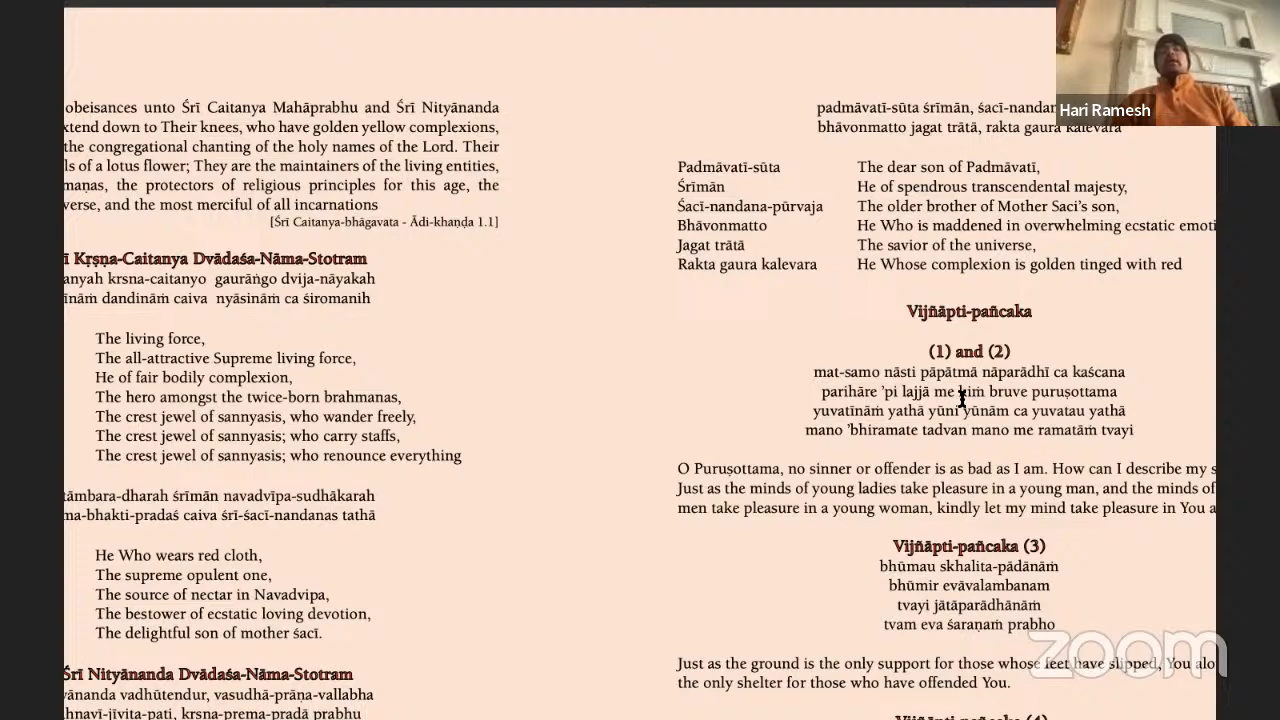 obeisances unto Śrī Caitanya Mahāprabhu and Śrī Nityānanda
xtend down to Their knees, who have golden yellow complexions,
the congregational chanting of the holy names of the Lord. Their
ls of a lotus flower; They are the maintainers of the living entities,
maṇas, the protectors of religious principles for this age, the
verse, and the most merciful of all incarnations
[Śrī Caitanya-bhāgavata - Ādi-khaṇḍa 1.1]
ī Kṛṣṇa-Caitanya Dvādaśa-Nāma-Stotram
anyah krsna-caitanyo gaurāṅgo dvija-nāyakah
īnāṁ dandināṁ caiva nyāsināṁ ca śiromanih
The living force,
The all-attractive Supreme living force,
He of fair bodily complexion,
The hero amongst the twice-born brahmanas,
The crest jewel of sannyasis, who wander freely,
The crest jewel of sannyasis; who carry staffs,
The crest jewel of sannyasis; who renounce everything
tāmbara-dharah śrīmān navadvīpa-sudhākarah
ma-bhakti-pradaś caiva śrī-śacī-nandanas tathā
He Who wears red cloth,
The supreme opulent one,
The source of nectar in Navadvipa,
The bestower of ecstatic loving devotion,
The delightful son of mother śacī.
Śrī Nityānanda Dvādaśa-Nāma-Stotram
yānanda vadhūtendur, vasudhā-prāṇa-vallabha
hnavī-jīvita-pati, krsna-prema-pradā prabhu
padmāvatī-sūta śrīmān, śacī-nandan
bhāvonmatto jagat trātā, rakta gaura kalevara
Padmāvatī-sūta The dear son of Padmāvatī,
Śrīmān He of spendrous transcendental majesty,
Śacī-nandana-pūrvaja The older brother of Mother Saci's son,
Bhāvonmatto He Who is maddened in overwhelming ecstatic emoti
Jagat trātā The savior of the universe,
Rakta gaura kalevara He Whose complexion is golden tinged with red
Vijñāpti-pañcaka
(1) and (2)
mat-samo nāsti pāpātmā nāparādhī ca kaścana
parihāre 'pi lajjā me kiṁ bruve puruṣottama
yuvatīnāṁ yathā yūni yūnām ca yuvatau yathā
mano 'bhiramate tadvan mano me ramatāṁ tvayi
O Puruṣottama, no sinner or offender is as bad as I am. How can I describe my s
Just as the minds of young ladies take pleasure in a young man, and the minds of
men take pleasure in a young woman, kindly let my mind take pleasure in You a
Vijñāpti-pañcaka (3)
bhūmau skhalita-pādānāṁ
bhūmir evāvalambanam
tvayi jātāparādhānāṁ
tvam eva śaraṇaṁ prabho
Just as the ground is the only support for those whose feet have slipped, You alo
the only shelter for those who have offended You.
Vijñāpti-pañcaka (4)
Hari Ramesh
zoom